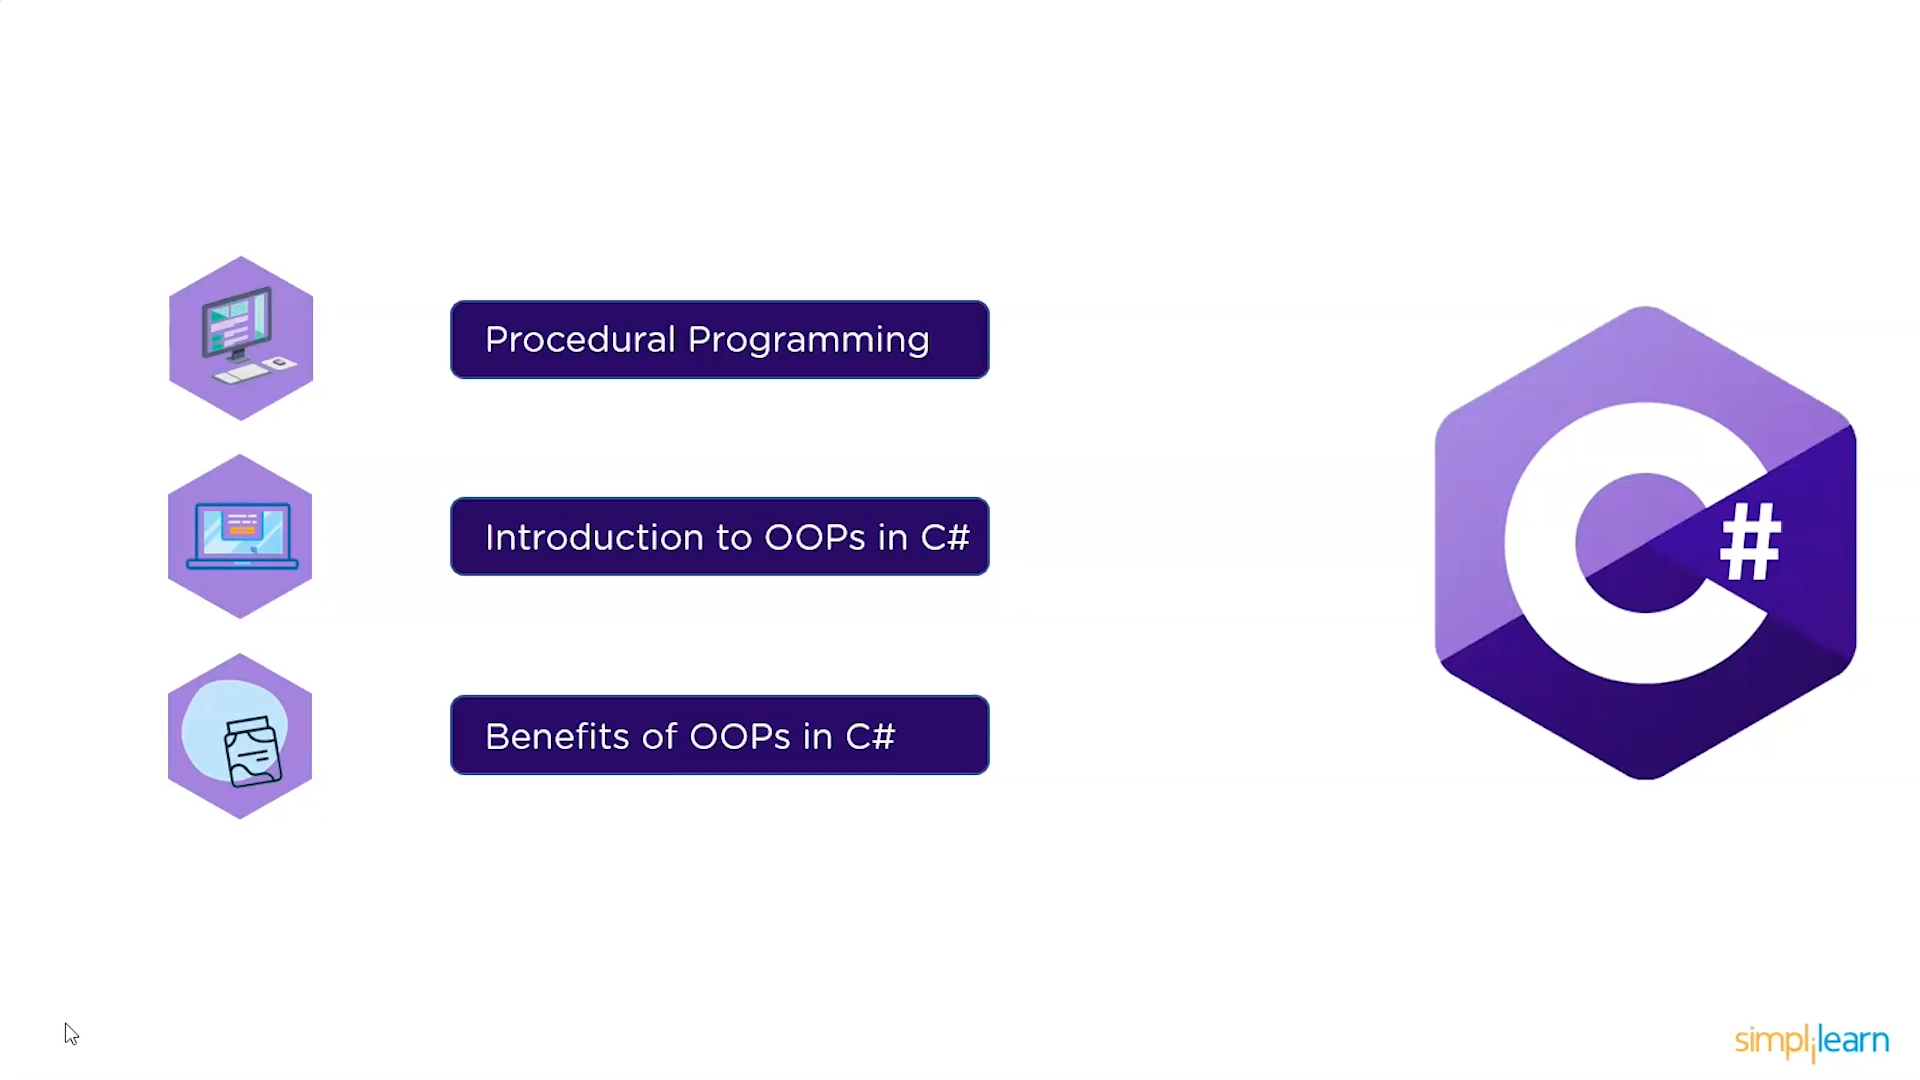 Procedural Programming
Introduction to OOPs in C#
Benefits of OOPs in C#
C#
simplilearn